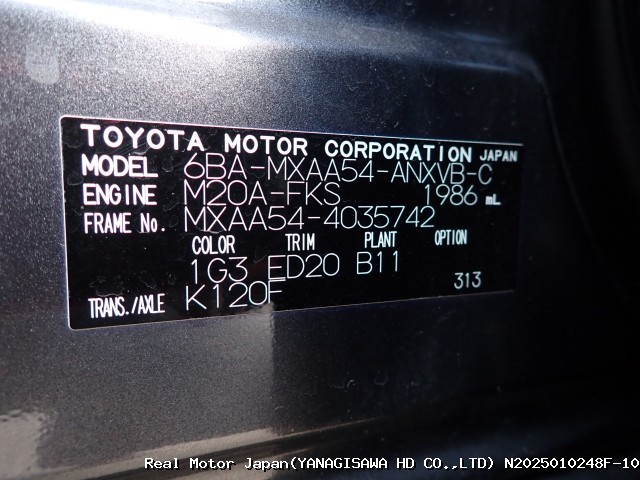 TOYOTA MOTOR CORPORATION JAPAN
MODEL 6BA-MXAA54-ANXVB-C
ENGINE M20A-FKS 1986 mL
FRAME No. MXAA54-4035742
COLOR TRIM PLANT OPTION
1G3 ED20 B11
TRANS./AXLE K120F 313
Real Motor Japan(YANAGISAWA HD CO.,LTD) N2025010248F-10